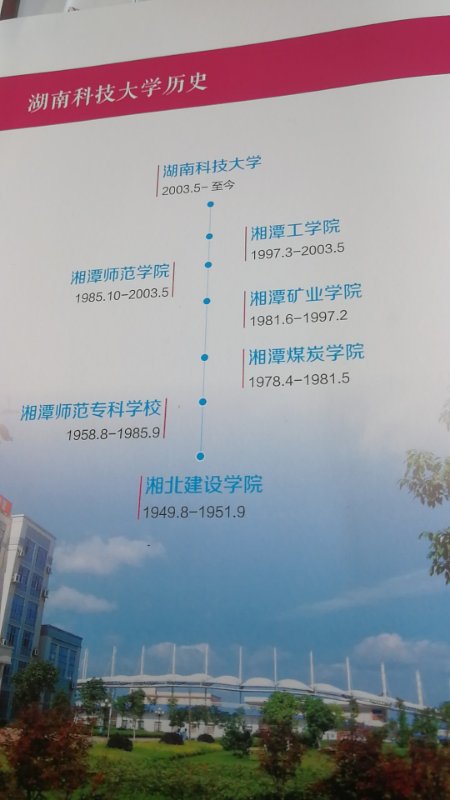 湖南科技大学历史
湖南科技大学
2003.5-至今
湘潭工学院
1997.3-2003.5
湘潭师范学院
1985.10-2003.5
湘潭矿业学院
1981.6-1997.2
湘潭煤炭学院
1978.4-1981.5
湘潭师范专科学校
1958.8-1985.9
湘北建设学院
1949.8-1951.9